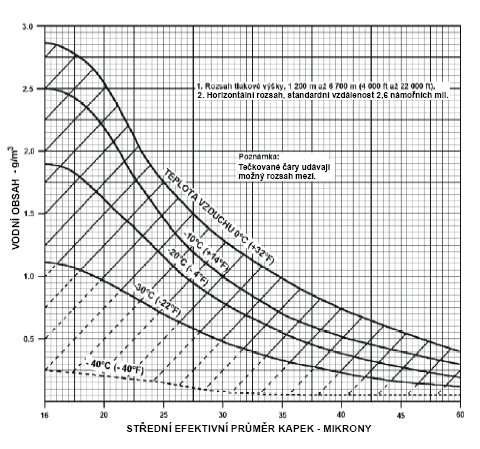 3.0
2.5
2.0
1.5
1.0
0.5
VODNÍ OBSAH - g/m³
1. Rozsah tlakové výšky, 1 200 m až 6 700 m (4 000 ft až 22 000 ft).
2. Horizontální rozsah, standardní vzdálenost 2,6 námořních mil.
Poznámka:
Tečkované čáry udávají
možný rozsah mezí.
TEPLOTA VZDUCHU 0°C (+32°F)
-10°C (+14°F)
-20°C (- 4°F)
-30°C (-22°F)
- 40°C (- 40°F)
16 20 25 30 35 40 45 50 60
STŘEDNÍ EFEKTIVNÍ PRŮMĚR KAPEK - MIKRONY